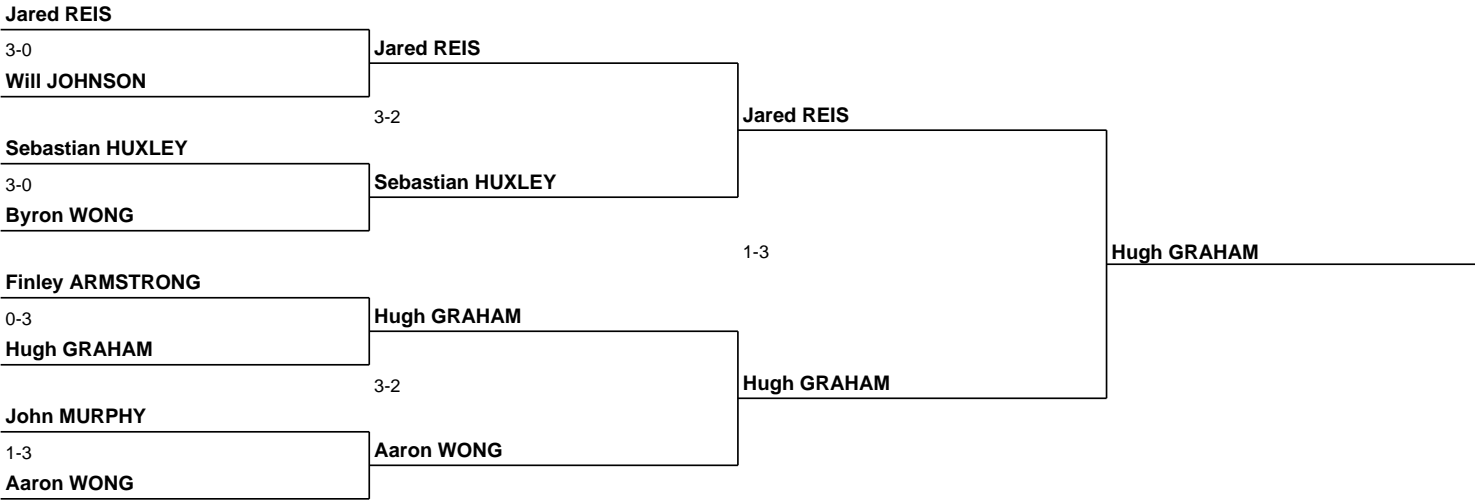 Jared REIS
3-0
Jared REIS
Will JOHNSON
3-2
Jared REIS
Sebastian HUXLEY
3-0
Sebastian HUXLEY
Byron WONG
1-3
Hugh GRAHAM
Finley ARMSTRONG
0-3
Hugh GRAHAM
Hugh GRAHAM
3-2
Hugh GRAHAM
John MURPHY
1-3
Aaron WONG
Aaron WONG